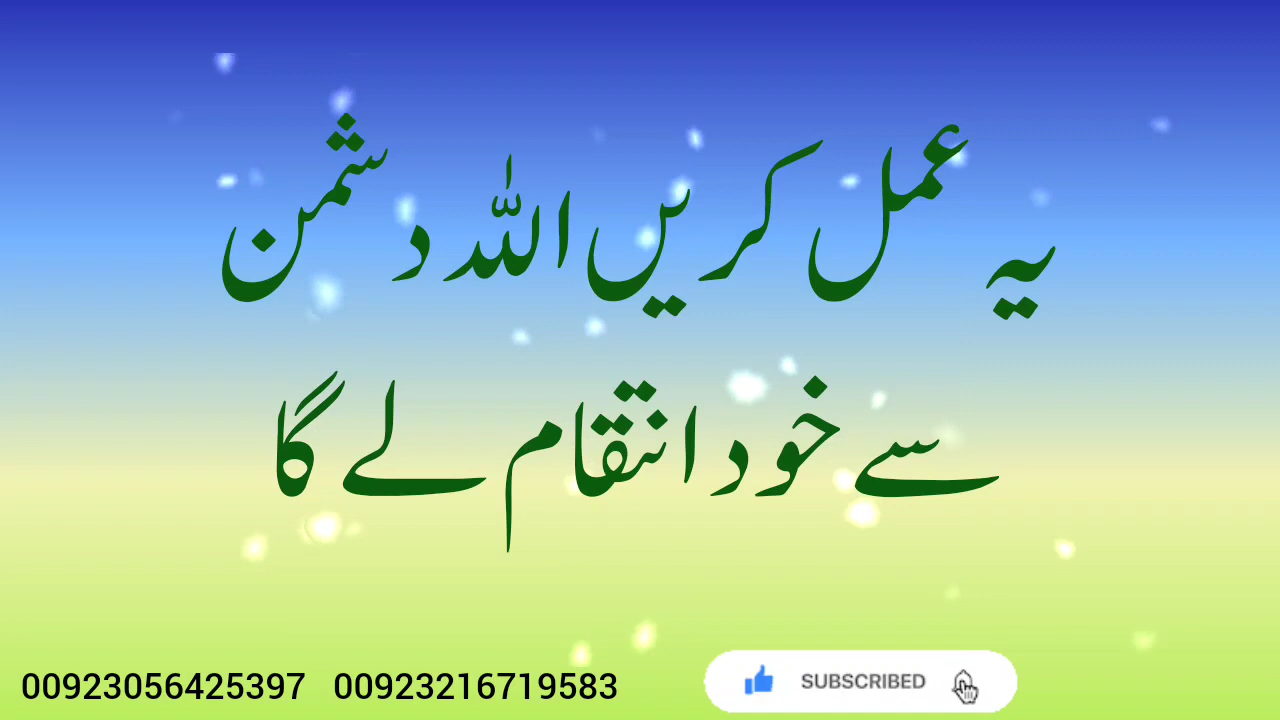 یہ عمل کریں اللہ دشمن
سے خود انتقام لے گا
00923056425397 00923216719583
SUBSCRIBED